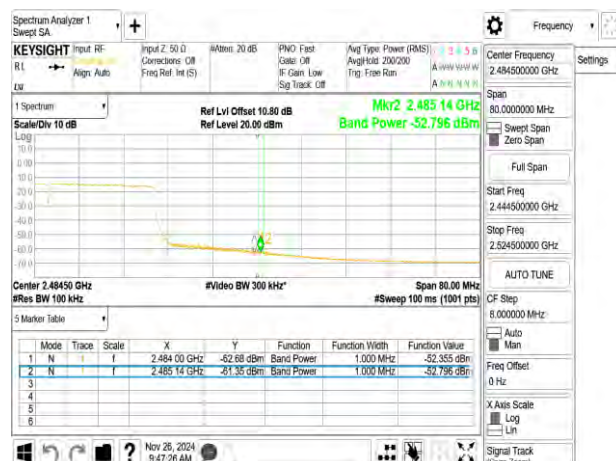 Spectrum Analyzer 1
Swept SA
Frequency
KEYSIGHT
Input: RF
Input Z: 50 Ω
#Atten: 20 dB
PNO: Fast
Avg Type: Power (RMS)
RL
Corrections: Off
Gate: Off
Avg|Hold: 200/200
Align: Auto
Freq Ref: Int (S)
IF Gain: Low
Trig: Free Run
Sig Track: Off
Center Frequency
2.484500000 GHz
Settings
Span
80.0000000 MHz
Swept Span
Zero Span
Full Span
Start Freq
2.444500000 GHz
Stop Freq
2.524500000 GHz
AUTO TUNE
CF Step
8.000000 MHz
Auto
Man
Freq Offset
0 Hz
X Axis Scale
Log
Lin
Signal Track
1 Spectrum
Ref Lvl Offset 10.80 dB
Mkr2 2.485 14 GHz
Scale/Div 10 dB
Ref Level 20.00 dBm
Band Power -52.796 dBm
Log
Center 2.48450 GHz
#Video BW 300 kHz*
Span 80.00 MHz
#Res BW 100 kHz
#Sweep 100 ms (1001 pts)
5 Marker Table
Mode Trace Scale X Y Function Function Width Function Value
1 N 1 f 2.484 00 GHz -62.68 dBm Band Power 1.000 MHz -52.355 dBm
2 N 1 f 2.485 14 GHz -61.35 dBm Band Power 1.000 MHz -52.796 dBm
3
4
5
6
Nov 26, 2024
9:47:26 AM